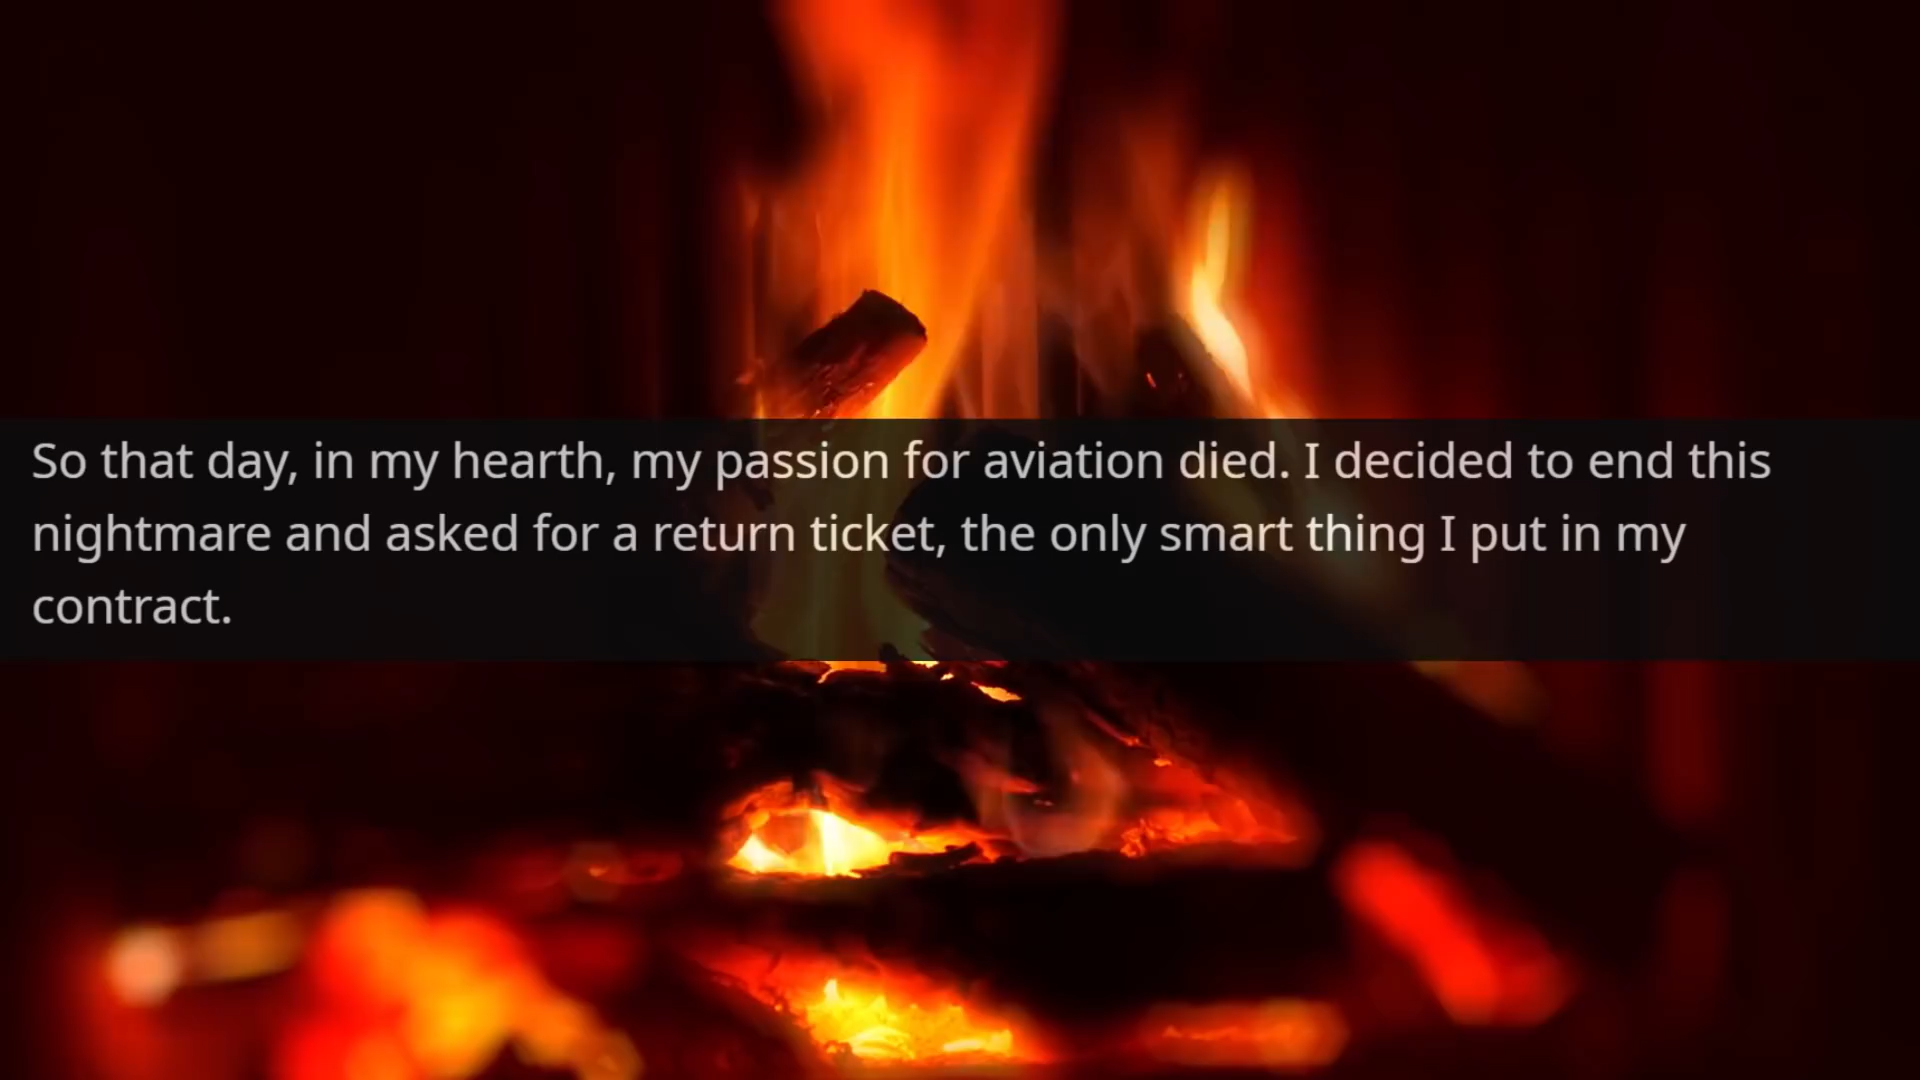 So that day, in my hearth, my passion for aviation died. I decided to end this
nightmare and asked for a return ticket, the only smart thing I put in my
contract.